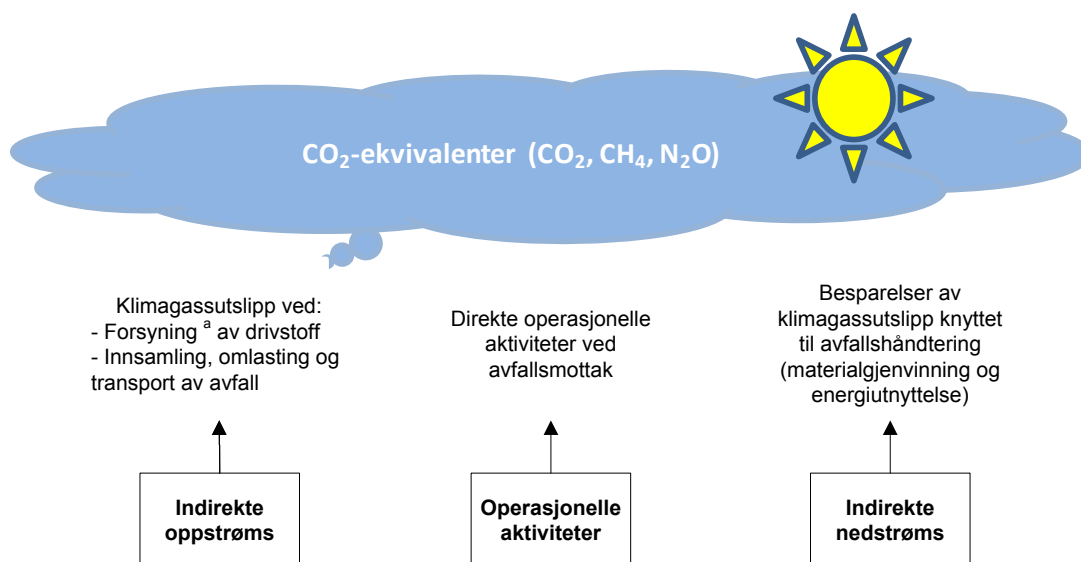 CO₂-ekvivalenter (CO₂, CH₄, N₂O)
Klimagassutslipp ved:
- Forsyning ᵃ av drivstoff
- Innsamling, omlasting og
transport av avfall
Direkte operasjonelle
aktiviteter ved
avfallsmottak
Besparelser av
klimagassutslipp knyttet
til avfallshåndtering
(materialgjenvinning og
energiutnyttelse)
Indirekte
oppstrøms
Operasjonelle
aktiviteter
Indirekte
nedstrøms